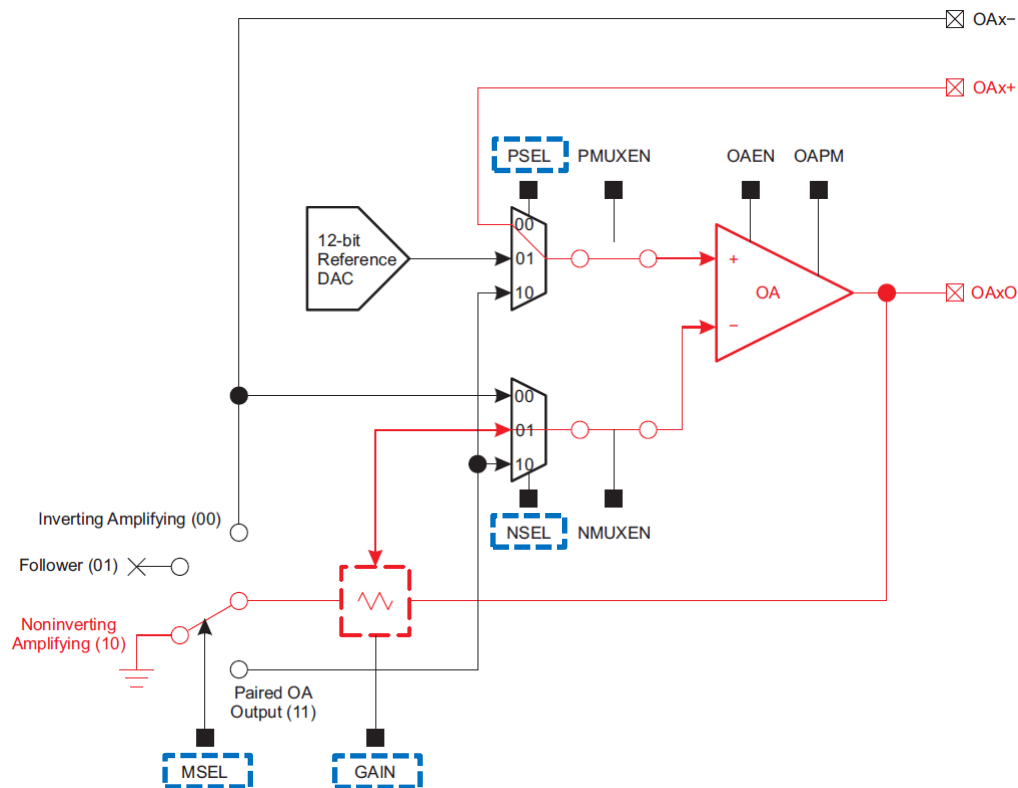 OAx−
OAx+
PSEL
PMUXEN
OAEN
OAPM
00
12-bit
Reference
DAC
01
10
+
OA
−
OAxO
00
01
10
Inverting Amplifying (00)
NSEL
NMUXEN
Follower (01)
Noninverting
Amplifying (10)
Paired OA
Output (11)
MSEL
GAIN